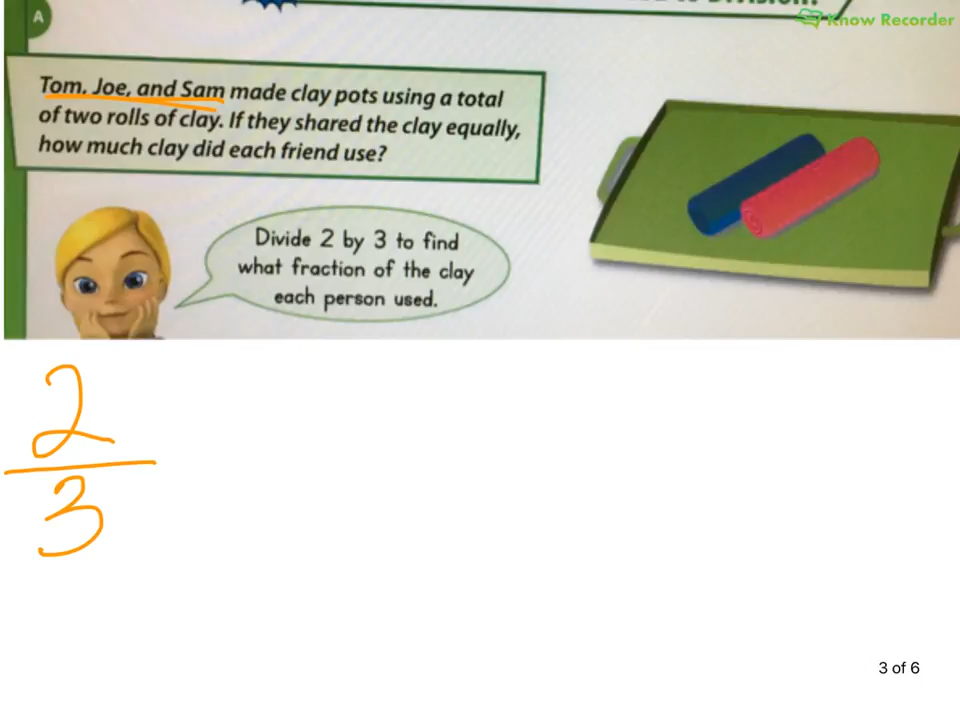 A
Know Recorder
Tom, Joe, and Sam made clay pots using a total
of two rolls of clay. If they shared the clay equally,
how much clay did each friend use?
Divide 2 by 3 to find
what fraction of the clay
each person used.
2
3
3 of 6